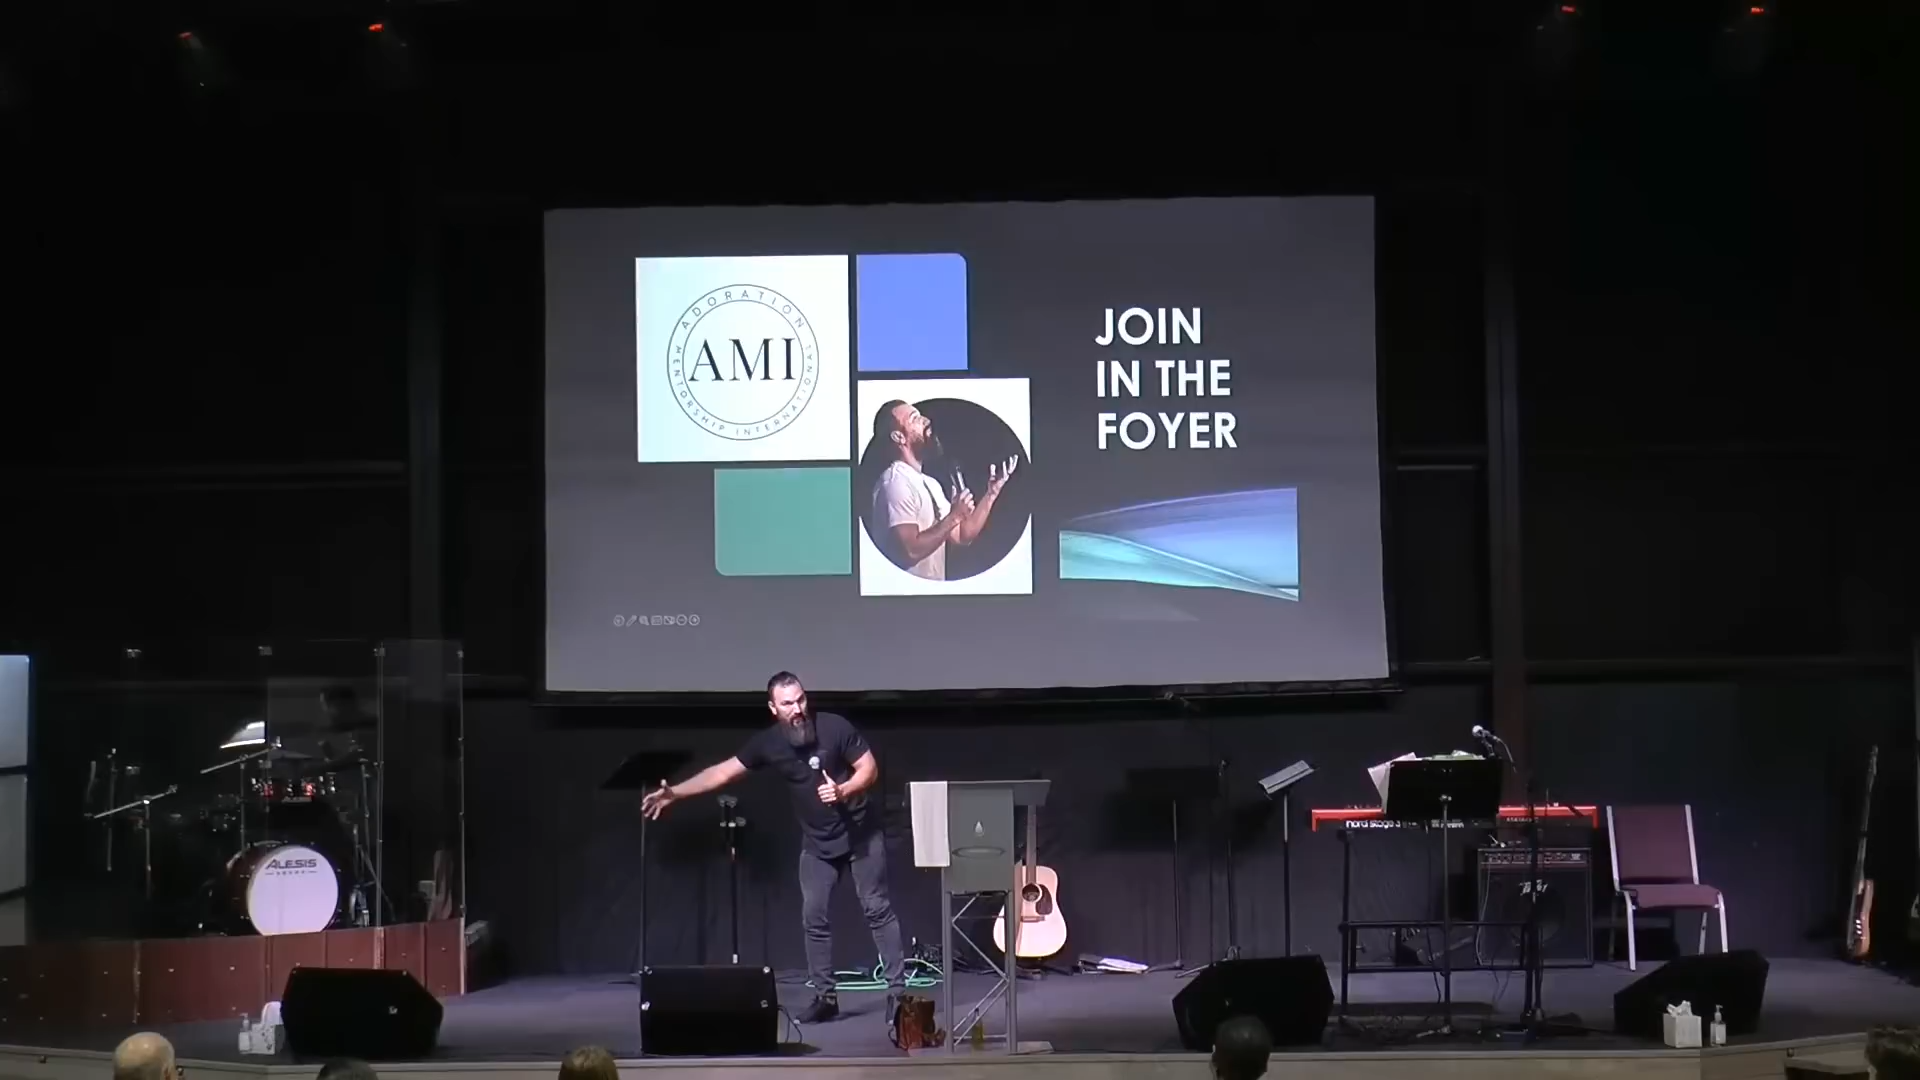 ADORATION
AMI
MENTORSHIP INTERNATIONAL
JOIN
IN THE
FOYER
ALESIS
nord stage 3